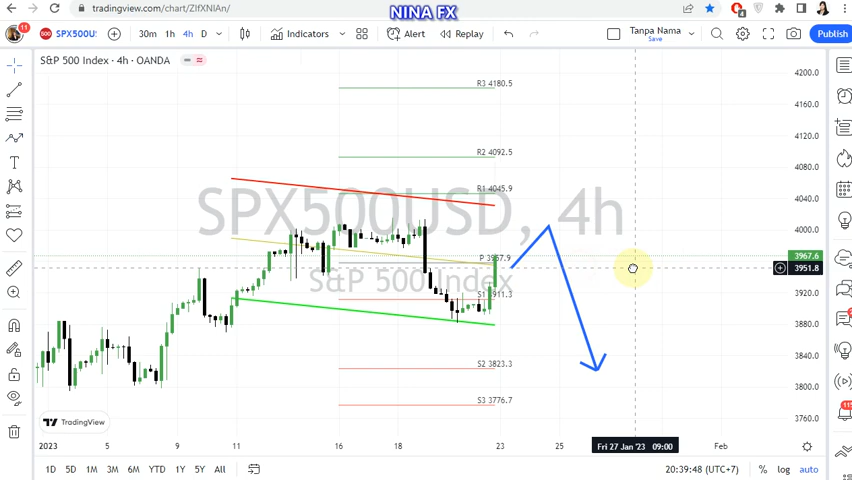 NINA FX
tradingview.com/chart/ZIfXNIAn/
11
4
500
SPX500U
30m 1h 4h D
Indicators
Alert
Replay
Tanpa Nama
Save
Publish
S&P 500 Index · 4h · OANDA
SPX500USD, 4h
S&P 500 Index
R3 4180.5
R2 4092.5
R1 4045.9
P 3957.9
S1 3911.3
S2 3823.3
S3 3776.7
4200.0
4160.0
4120.0
4080.0
4040.0
4000.0
3967.6
3951.8
3920.0
3880.0
3840.0
3800.0
3760.0
TradingView
2023 5 9 11 16 18 23 25 Fri 27 Jan '23 09:00 Feb
1D 5D 1M 3M 6M YTD 1Y 5Y All
20:39:48 (UTC+7) % log auto